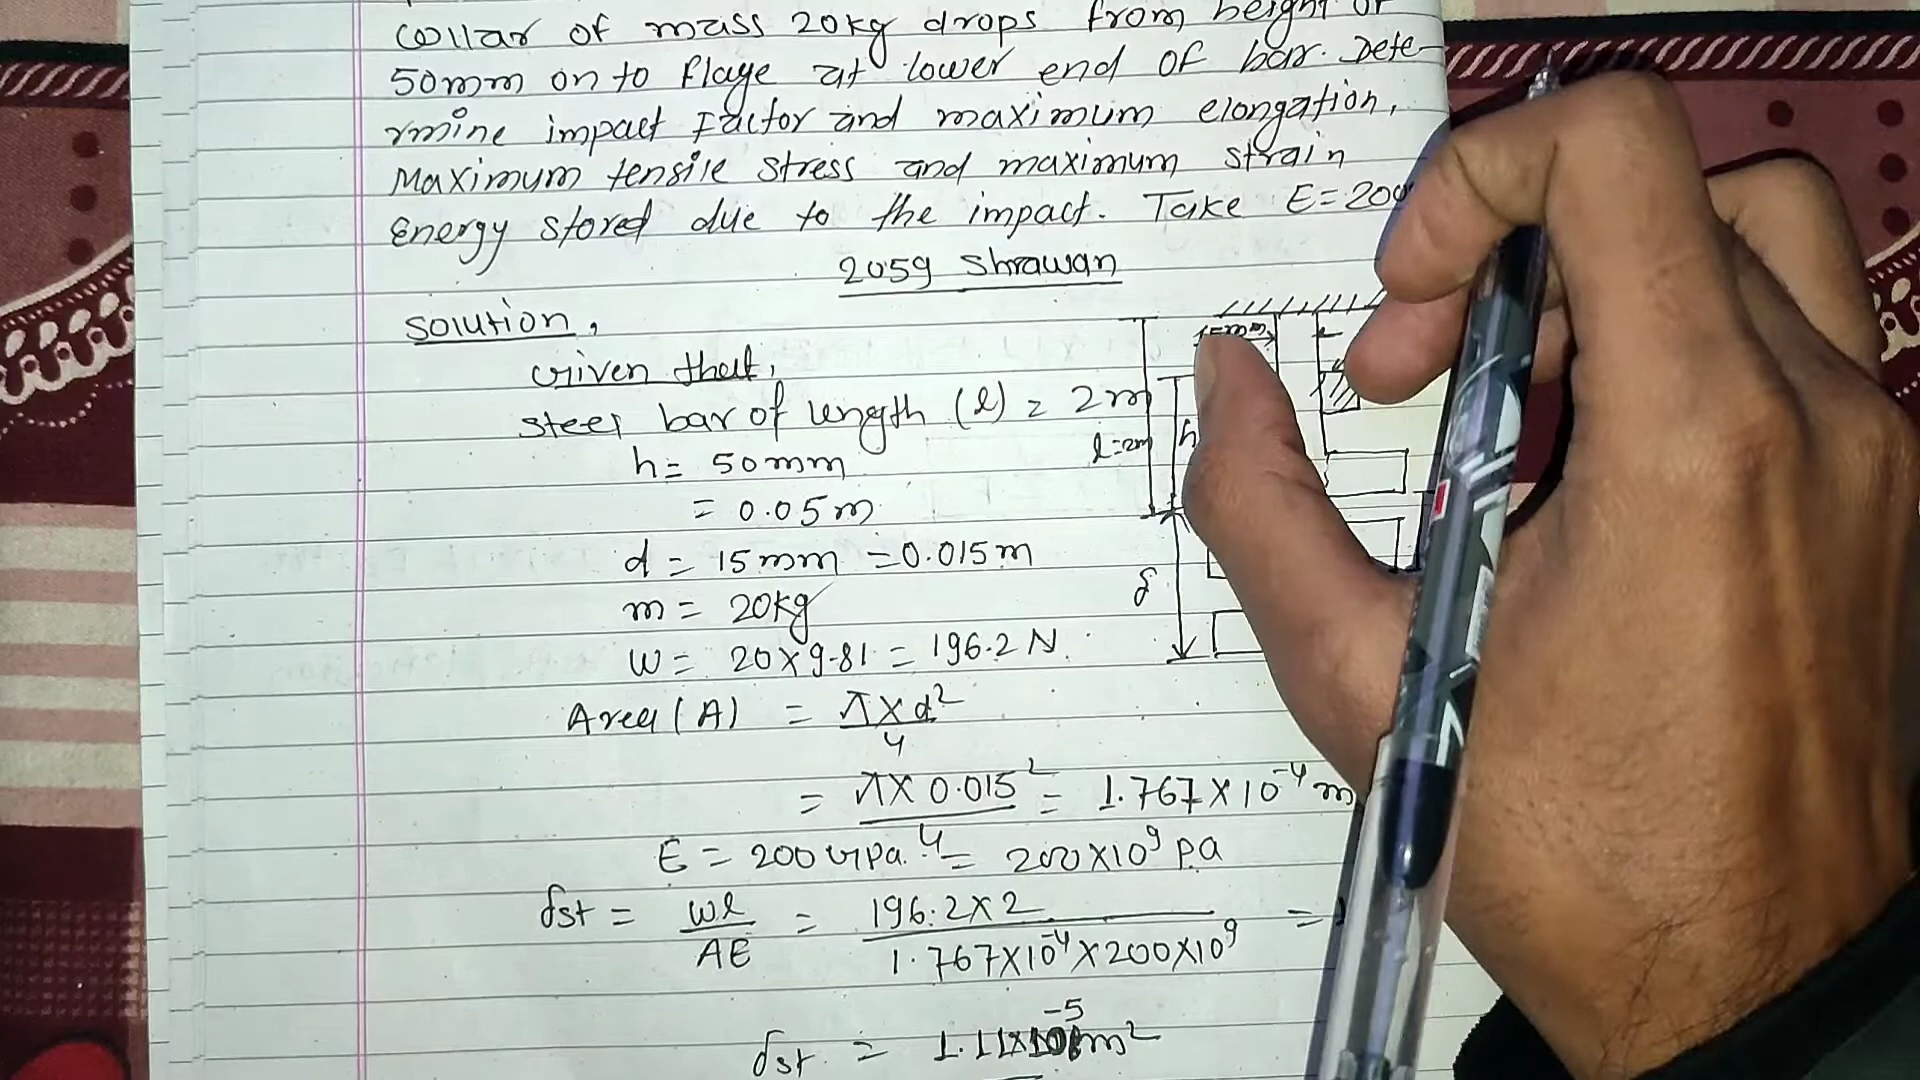 collar of mass 20kg drops from height of
50mm on to flage at lower end of bar. Dete-
rmine impact Factor and maximum elongation,
Maximum tensile stress and maximum strain
Energy stored due to the impact. Take E=200
2059 Shrawan
Solution,
Given that,
steel bar of length (l) = 2m
h= 50mm
= 0.05m
d = 15mm =0.015m
m= 20kg
W= 20×9.81 = 196.2 N.
l=2m
h
δ
Area (A) = π×d²
4
= π× 0.015² = 1.767×10⁻⁴ m
4
E = 200 GPa. = 200×10⁹ Pa
δst = Wl = 196.2×2 =
AE 1.767×10⁻⁴×200×10⁹
δst = 1.11×10⁻⁵m²